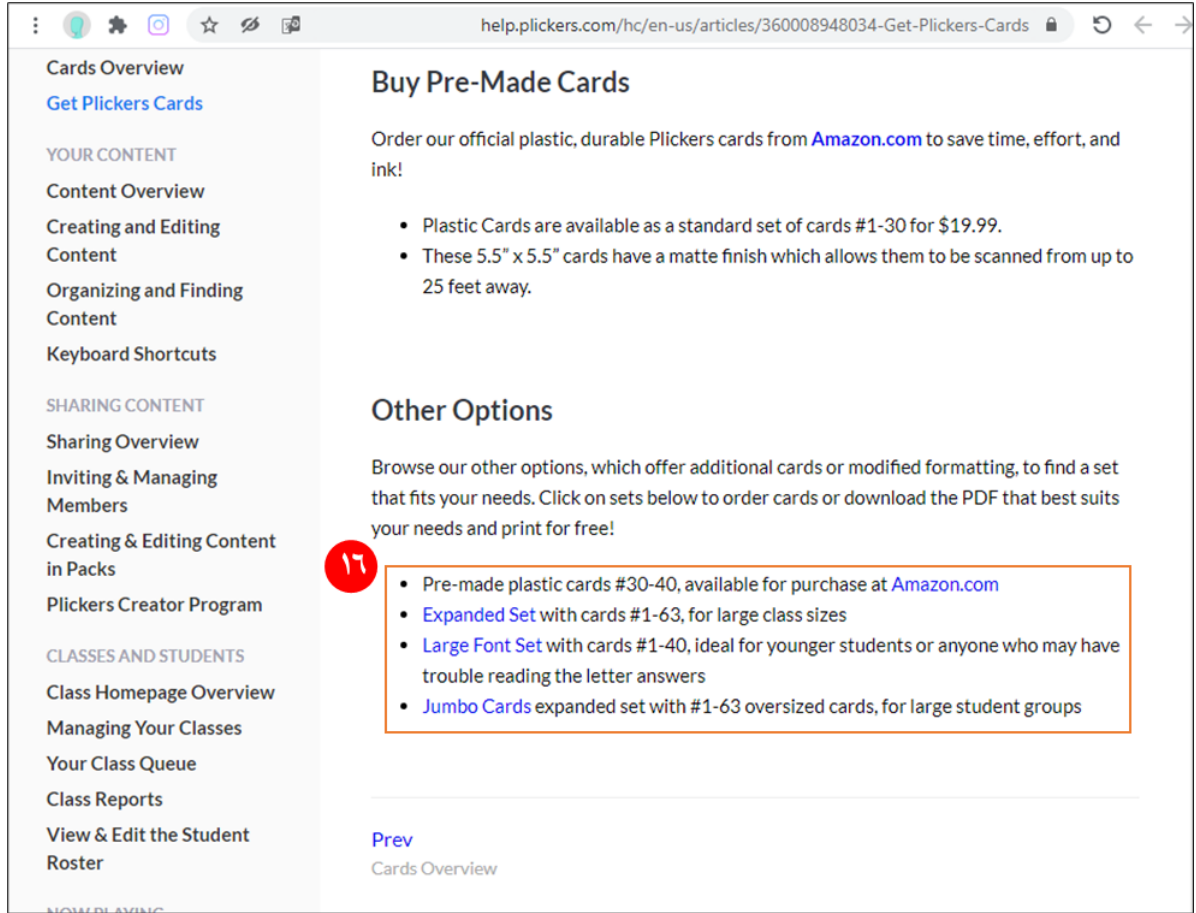 help.plickers.com/hc/en-us/articles/360008948034-Get-Plickers-Cards
Cards Overview
Get Plickers Cards
YOUR CONTENT
Content Overview
Creating and Editing
Content
Organizing and Finding
Content
Keyboard Shortcuts
SHARING CONTENT
Sharing Overview
Inviting & Managing
Members
Creating & Editing Content
in Packs
Plickers Creator Program
CLASSES AND STUDENTS
Class Homepage Overview
Managing Your Classes
Your Class Queue
Class Reports
View & Edit the Student
Roster
NOW PLAYING
Buy Pre-Made Cards
Order our official plastic, durable Plickers cards from Amazon.com to save time, effort, and
ink!
• Plastic Cards are available as a standard set of cards #1-30 for $19.99.
• These 5.5” x 5.5” cards have a matte finish which allows them to be scanned from up to
25 feet away.
Other Options
Browse our other options, which offer additional cards or modified formatting, to find a set
that fits your needs. Click on sets below to order cards or download the PDF that best suits
your needs and print for free!
١٦
• Pre-made plastic cards #30-40, available for purchase at Amazon.com
• Expanded Set with cards #1-63, for large class sizes
• Large Font Set with cards #1-40, ideal for younger students or anyone who may have
trouble reading the letter answers
• Jumbo Cards expanded set with #1-63 oversized cards, for large student groups
Prev
Cards Overview